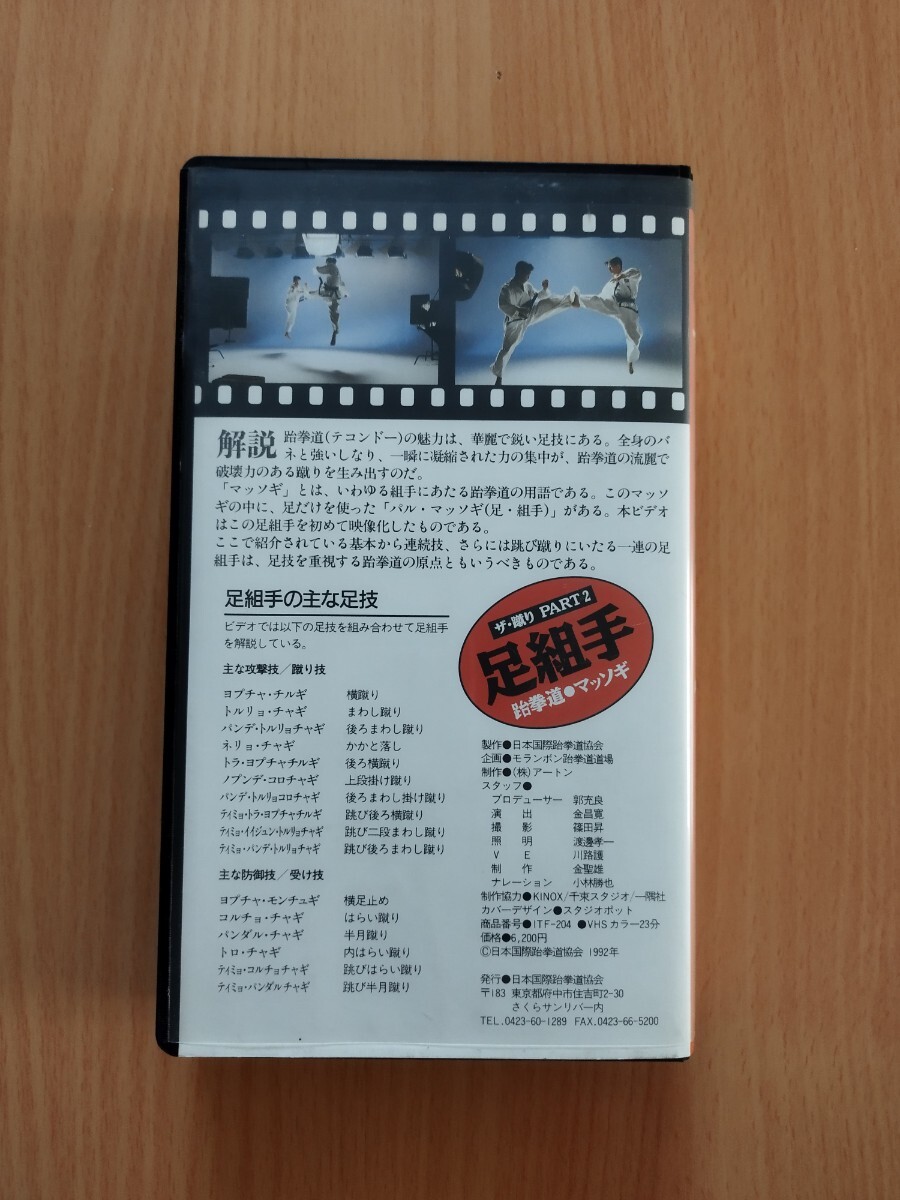 解説 跆拳道(テコンドー)の魅力は、華麗で鋭い足技にある。全身のバ
ネと強いしなり、一瞬に凝縮された力の集中が、跆拳道の流麗で
破壊力のある蹴りを生み出すのだ。
「マッソギ」とは、いわゆる組手にあたる跆拳道の用語である。このマッソ
ギの中に、足だけを使った「パル・マッソギ(足・組手)」がある。本ビデオ
はこの足組手を初めて映像化したものである。
ここで紹介されている基本から連続技、さらには跳び蹴りにいたる一連の足
組手は、足技を重視する跆拳道の原点ともいうべきものである。
足組手の主な足技
ビデオでは以下の足技を組み合わせて足組手
を解説している。
主な攻撃技/蹴り技
ヨプチャ・チルギ 横蹴り
トルリョ・チャギ まわし蹴り
パンデ・トルリョチャギ 後ろまわし蹴り
ネリョ・チャギ かかと落し
トラ・ヨプチャチルギ 後ろ横蹴り
ノプンデ・コロチャギ 上段掛け蹴り
パンデ・トルリョコロチャギ 後ろまわし掛け蹴り
ティミョ・トラ・ヨプチャチルギ 跳び後ろ横蹴り
ティミョ・イイジュン・トルリョチャギ 跳び二段まわし蹴り
ティミョ・パンデ・トルリョチャギ 跳び後ろまわし蹴り
主な防御技/受け技
ヨプチャ・モンチュギ 横足止め
コルチョ・チャギ はらい蹴り
パンダル・チャギ 半月蹴り
トロ・チャギ 内はらい蹴り
ティミョ・コルチョチャギ 跳びはらい蹴り
ティミョ・パンダルチャギ 跳び半月蹴り
ザ・蹴り PART2
足組手
跆拳道●マッソギ
製作●日本国際跆拳道協会
企画●モランボン跆拳道道場
制作●(株)アートン
スタッフ●
プロデューサー 郭充良
演出 金昌寛
撮影 篠田昇
照明 渡邊孝一
VE 川路護
制作 金聖雄
ナレーション 小林勝也
制作協力●KINOX/千束スタジオ/一隅社
カバーデザイン●スタジオポット
商品番号●ITF-204 ●VHSカラー23分
価格●6,200円
©日本国際跆拳道協会 1992年
発行●日本国際跆拳道協会
〒183 東京都府中市住吉町2-30
さくらサンリバー内
TEL.0423-60-1289 FAX.0423-66-5200